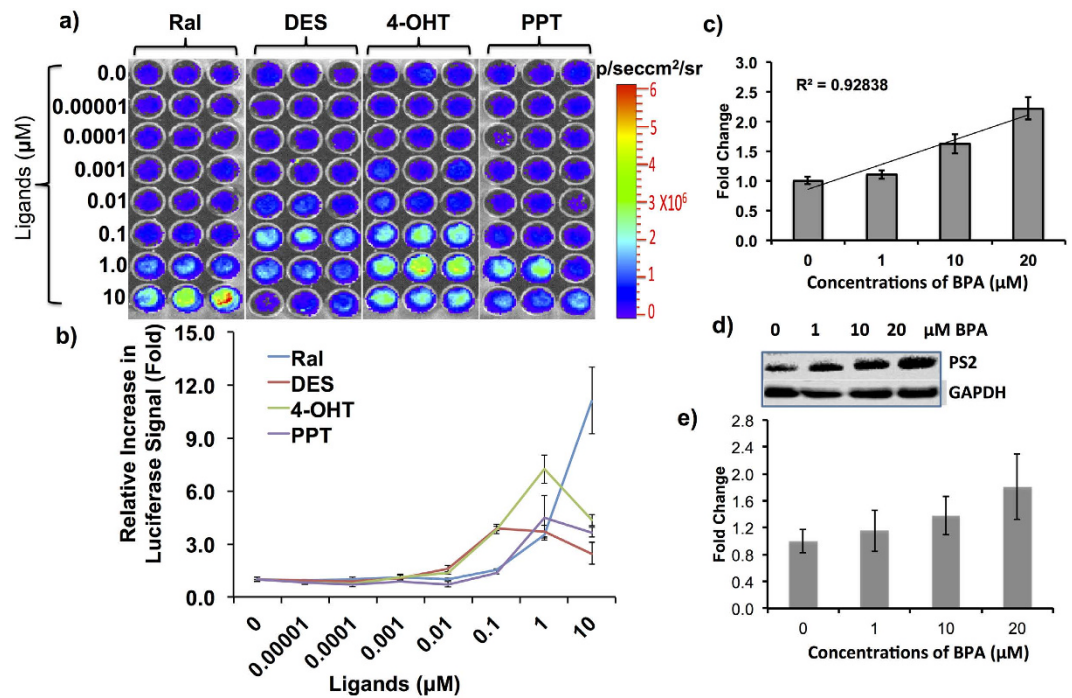 a)
Ral DES 4-OHT PPT
Ligands (µM)
0.0
0.00001
0.0001
0.001
0.01
0.1
1.0
10
p/seccm²/sr
6
5
4
3 X10⁶
2
1
0
b)
Relative Increase in
Luciferase Signal (Fold)
15.0
12.0
9.0
6.0
3.0
0.0
Ral
DES
4-OHT
PPT
0 0.00001 0.0001 0.001 0.01 0.1 1 10
Ligands (µM)
c)
Fold Change
3.0
2.5
2.0
1.5
1.0
0.5
0.0
R² = 0.92838
0 1 10 20
Concentrations of BPA (µM)
d)
0 1 10 20 µM BPA
PS2
GAPDH
e)
Fold Change
2.8
2.4
2.0
1.6
1.2
0.8
0.4
0.0
0 1 10 20
Concentrations of BPA (µM)